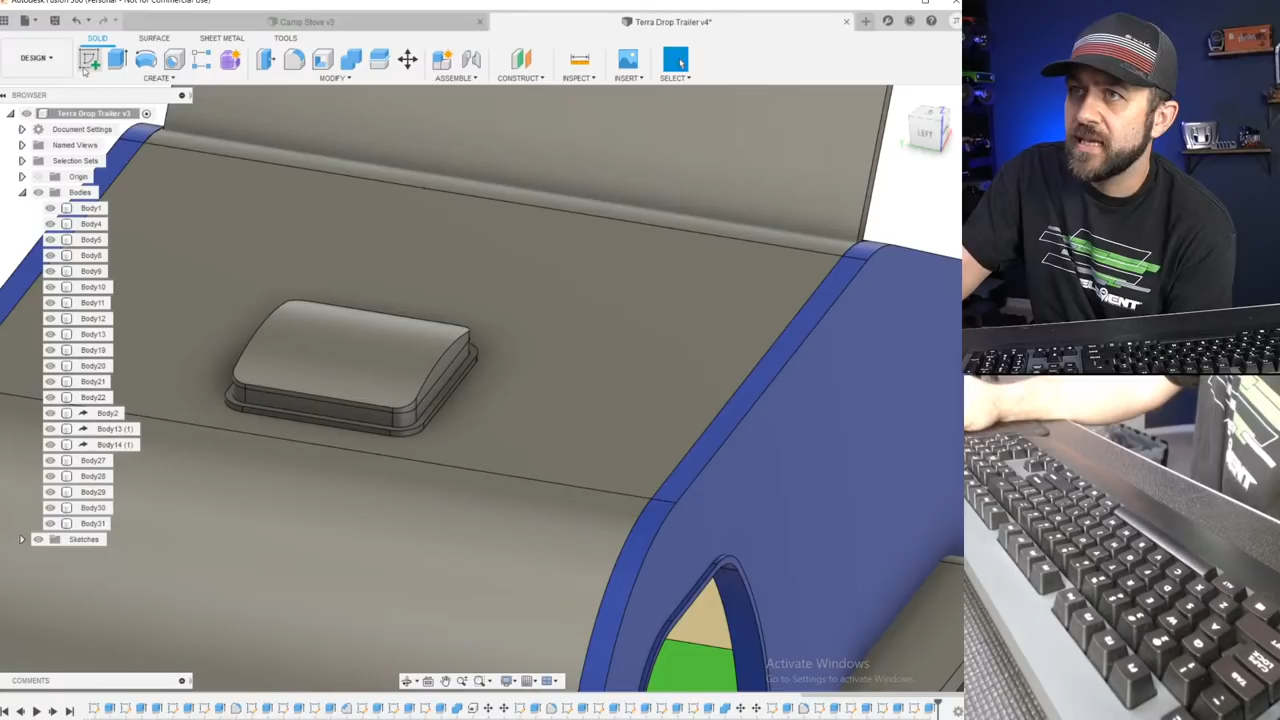 Autodesk Fusion 360 (Personal - Not for Commercial Use)
Camp Stove v3
Terra Drop Trailer v4*
SOLID
SURFACE
SHEET METAL
TOOLS
DESIGN
CREATE
MODIFY
ASSEMBLE
CONSTRUCT
INSPECT
INSERT
SELECT
BROWSER
Terra Drop Trailer v3
Document Settings
Named Views
Selection Sets
Origin
Bodies
Body1
Body4
Body5
Body8
Body9
Body10
Body11
Body12
Body13
Body19
Body20
Body21
Body22
Body2
Body13 (1)
Body14 (1)
Body27
Body28
Body29
Body30
Body31
Sketches
LEFT
Z
COMMENTS
Activate Windows
Go to Settings to activate Windows.